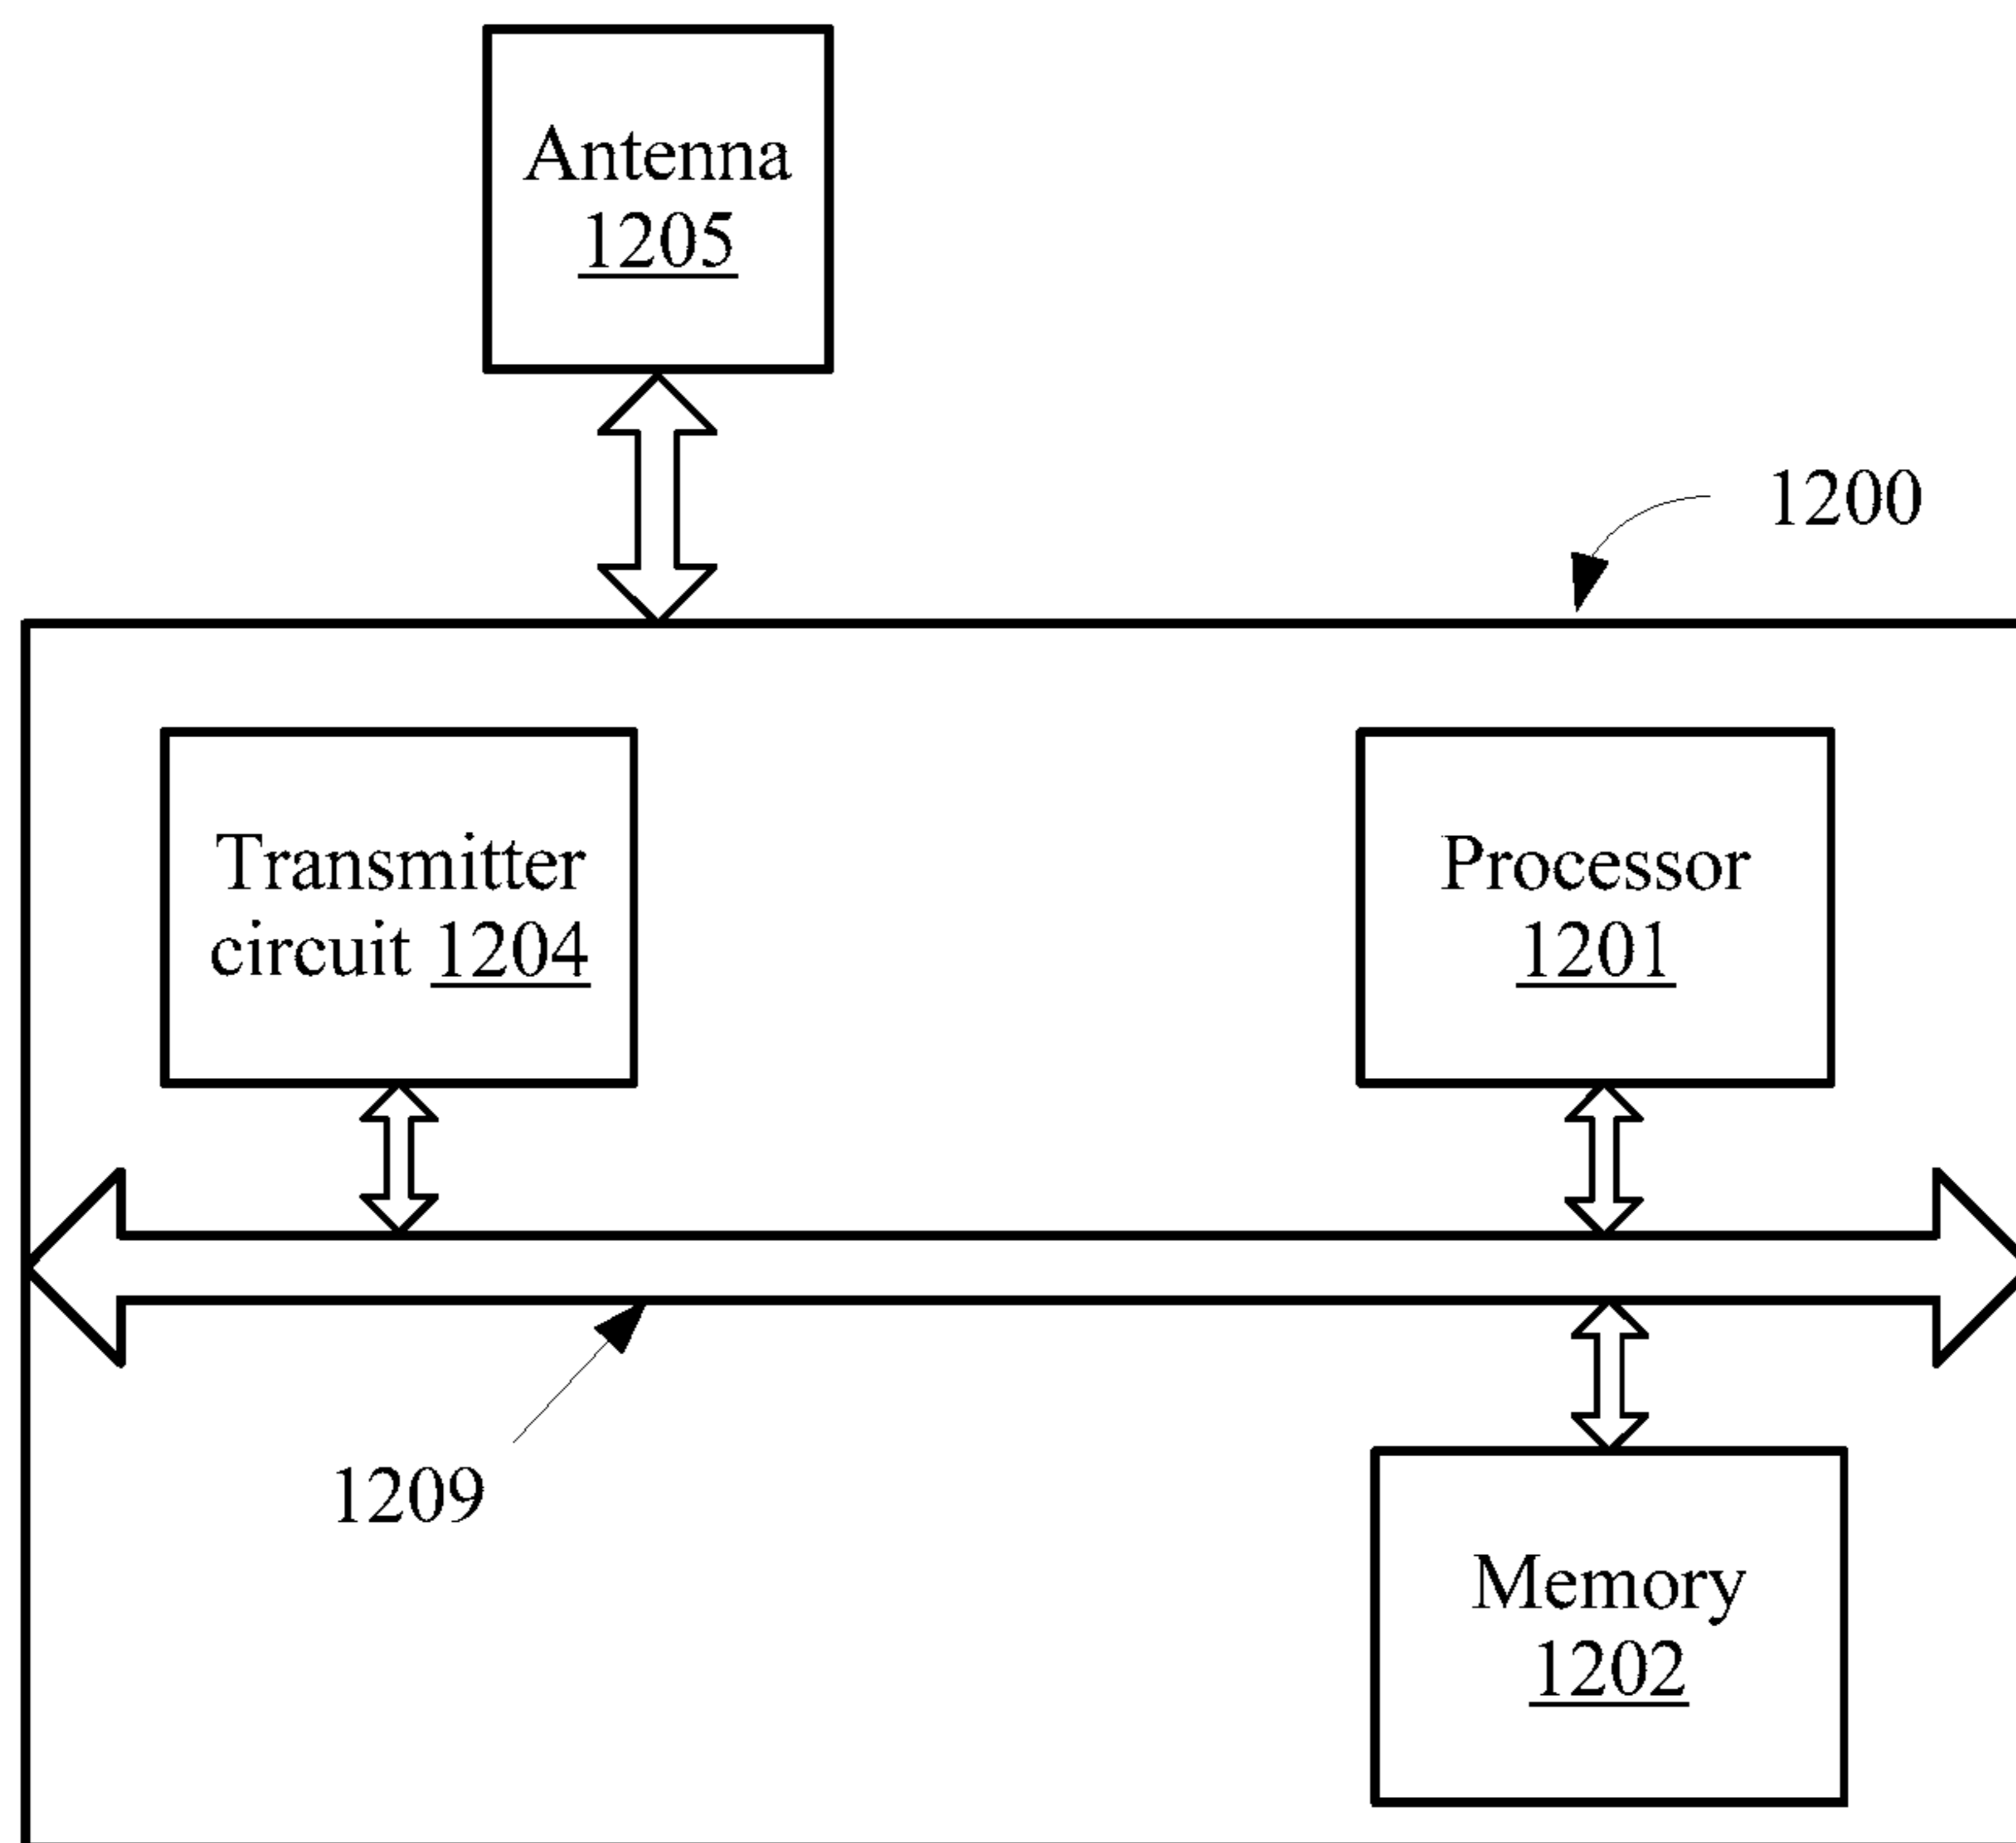 Antenna
1205
1200
Transmitter
circuit 1204
Processor
1201
1209
Memory
1202